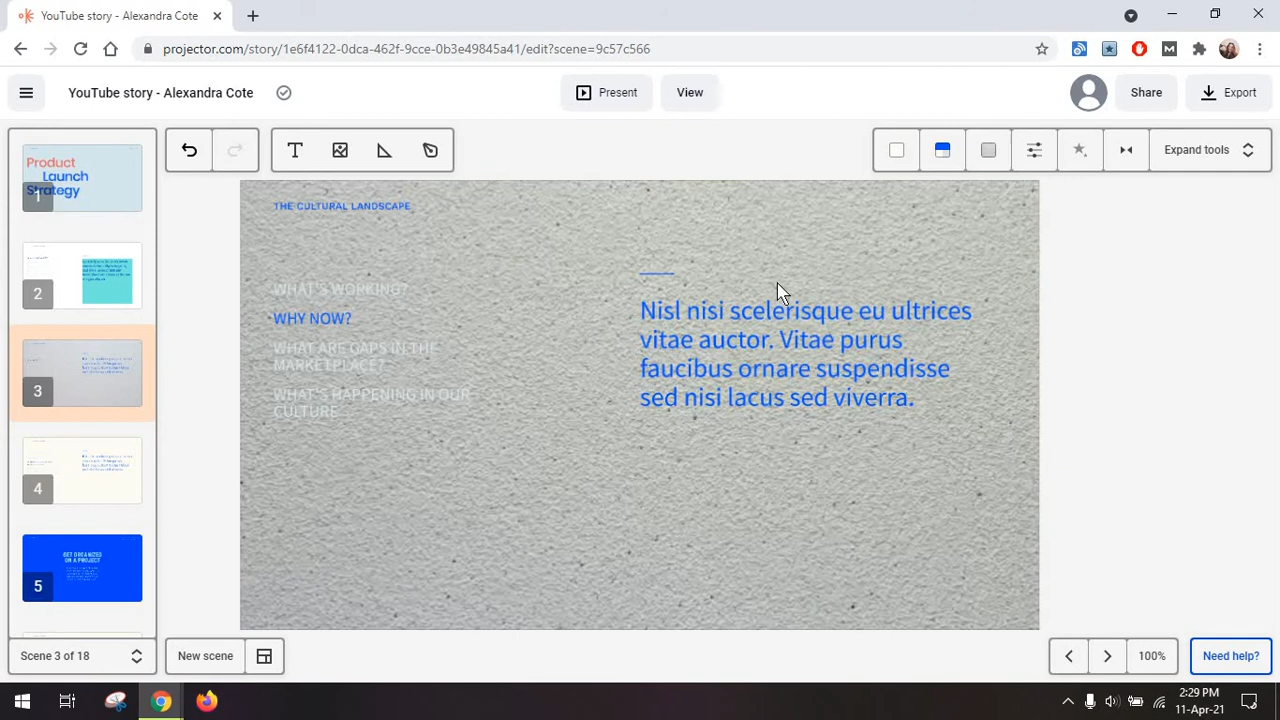 YouTube story - Alexandra Cote
projector.com/story/1e6f4122-0dca-462f-9cce-0b3e49845a41/edit?scene=9c57c566
YouTube story - Alexandra Cote
Present
View
Share
Export
Expand tools
Product
Launch
Strategy
1
2
3
4
GET ORGANIZED
ON A PROJECT
5
THE CULTURAL LANDSCAPE
WHAT'S WORKING?
WHY NOW?
WHAT ARE GAPS IN THE
MARKETPLACE?
WHAT'S HAPPENING IN OUR
CULTURE
Nisl nisi scelerisque eu ultrices
vitae auctor. Vitae purus
faucibus ornare suspendisse
sed nisi lacus sed viverra.
Scene 3 of 18
New scene
100%
Need help?
2:29 PM
11-Apr-21